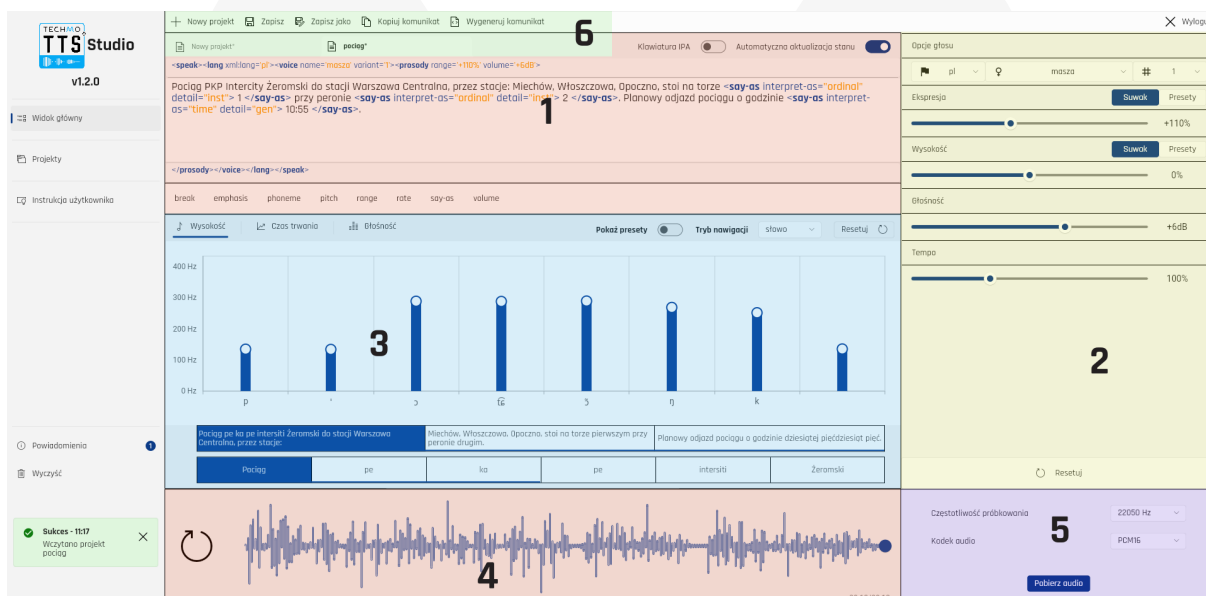 TECHMO
TTS Studio
v1.2.0
Widok główny
Projekty
Instrukcja użytkownika
Powiadomienia 1
Wyczyść
Sukces - 11:17
Wczytano projekt
pociąg
Nowy projekt Zapisz Zapisz jako Kopiuj komunikat Wygeneruj komunikat
6
Wylogu
Nowy projekt* pociąg* Klawiatura IPA Automatyczna aktualizacja stanu
<speak><lang xml:lang='pl'><voice name='masza' variant='1'><prosody range='+110%' volume='+6dB'>
Pociąg PKP Intercity Żeromski do stacji Warszawa Centralna, przez stacje: Miechów, Włoszczowa, Opoczno, stoi na torze <say-as interpret-as="ordinal"
detail="inst"> 1 </say-as> przy peronie <say-as interpret-as="ordinal" detail="inst"> 2 </say-as>. Planowy odjazd pociągu o godzinie <say-as interpret-
as="time" detail="gen"> 10:55 </say-as>.
1
</prosody></voice></lang></speak>
break emphasis phoneme pitch range rate say-as volume
Wysokość Czas trwania Głośność Pokaż presety Tryb nawigacji słowo Resetuj
400 Hz
300 Hz
200 Hz
100 Hz
0 Hz
3
p ' ɔ t͡ɕ ɔ̃ ŋ k
Pociąg pe ka pe intersiti Żeromski do stacji Warszawa
Centralna, przez stacje:
Miechów, Włoszczowa, Opoczno, stoi na torze pierwszym przy
peronie drugim.
Planowy odjazd pociągu o godzinie dziesiątej pięćdziesiąt pięć.
Pociąg pe ka pe intersiti Żeromski
4
Opcje głosu
pl masza 1
Ekspresja Suwak Presety
+110%
Wysokość Suwak Presety
0%
Głośność
+6dB
Tempo
100%
2
Resetuj
Częstotliwość próbkowania 22050 Hz
Kodek audio PCM16
5
Pobierz audio